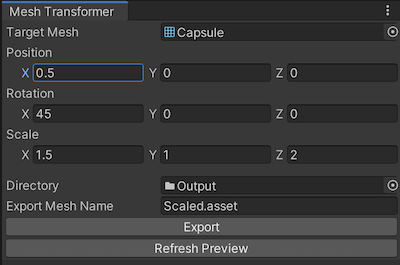 Mesh Transformer
Target Mesh Capsule
Position
X 0.5 Y 0 Z 0
Rotation
X 45 Y 0 Z 0
Scale
X 1.5 Y 1 Z 2
Directory Output
Export Mesh Name Scaled.asset
Export
Refresh Preview